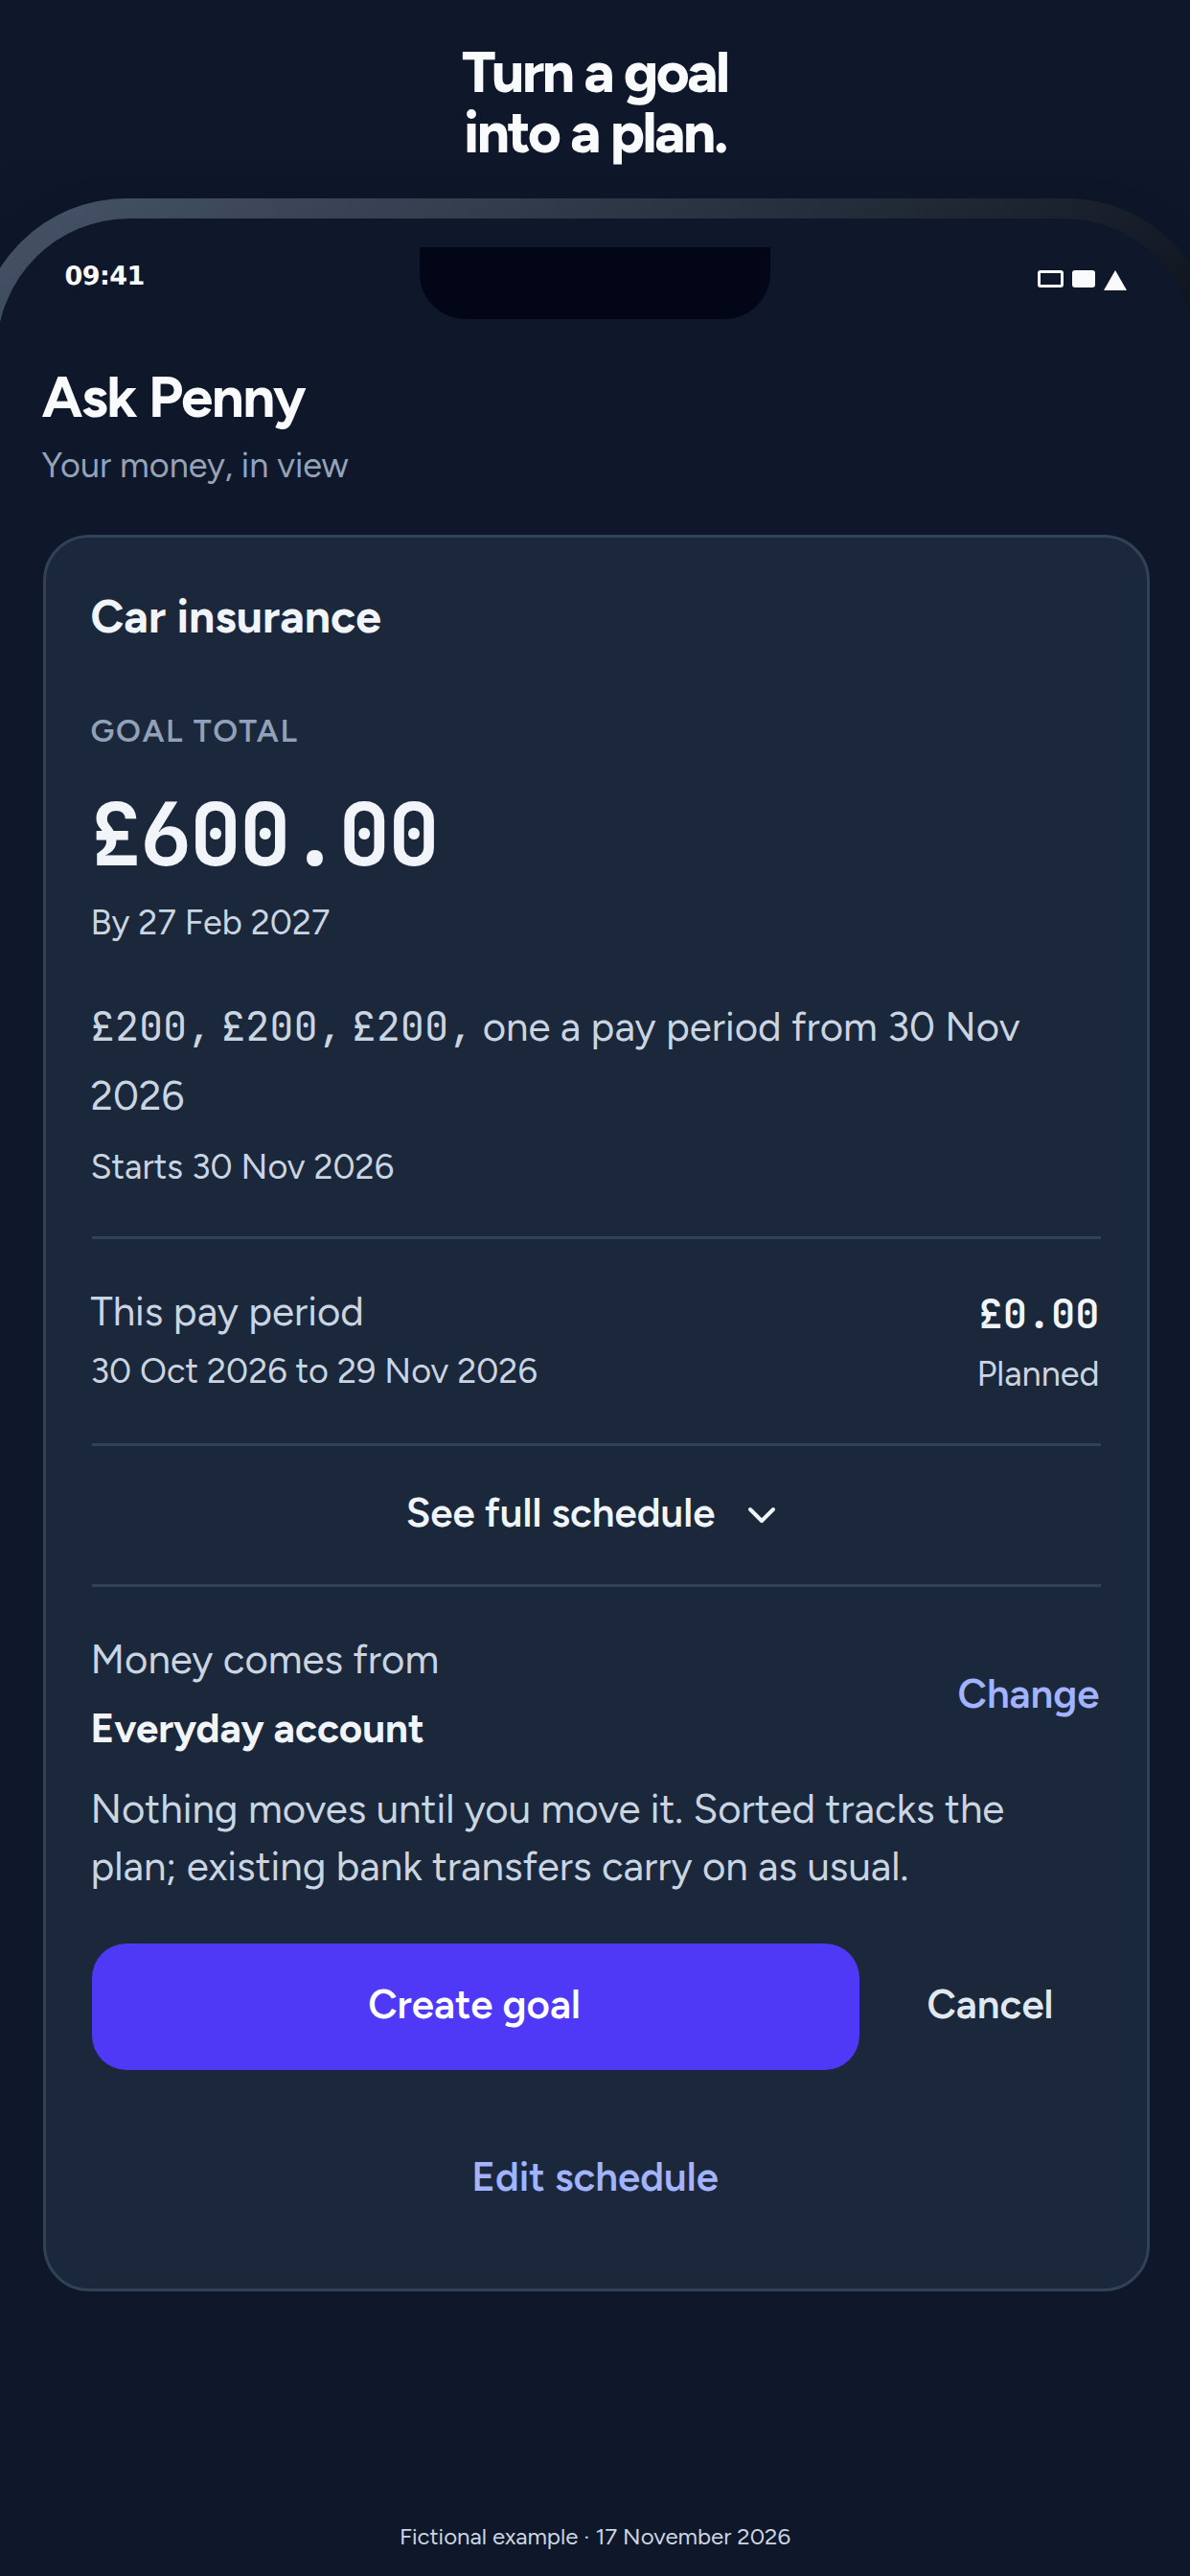 Turn a goal
into a plan.
09:41
Ask Penny
Your money, in view
Car insurance
GOAL TOTAL
£600.00
By 27 Feb 2027
£200, £200, £200, one a pay period from 30 Nov
2026
Starts 30 Nov 2026
This pay period
£0.00
30 Oct 2026 to 29 Nov 2026
Planned
See full schedule
Money comes from
Change
Everyday account
Nothing moves until you move it. Sorted tracks the
plan; existing bank transfers carry on as usual.
Create goal
Cancel
Edit schedule
Fictional example · 17 November 2026